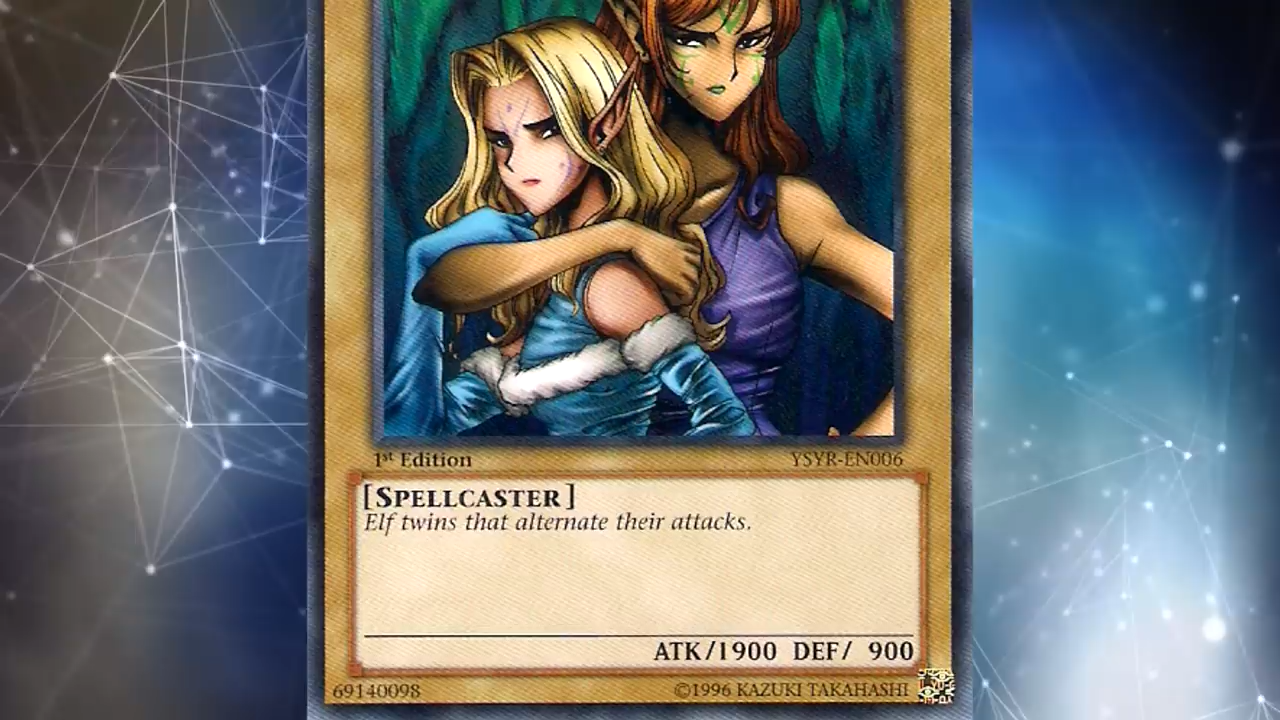 1st Edition YSYR-EN006
[SPELLCASTER]
Elf twins that alternate their attacks.
ATK/1900 DEF/ 900
69140098 ©1996 KAZUKI TAKAHASHI